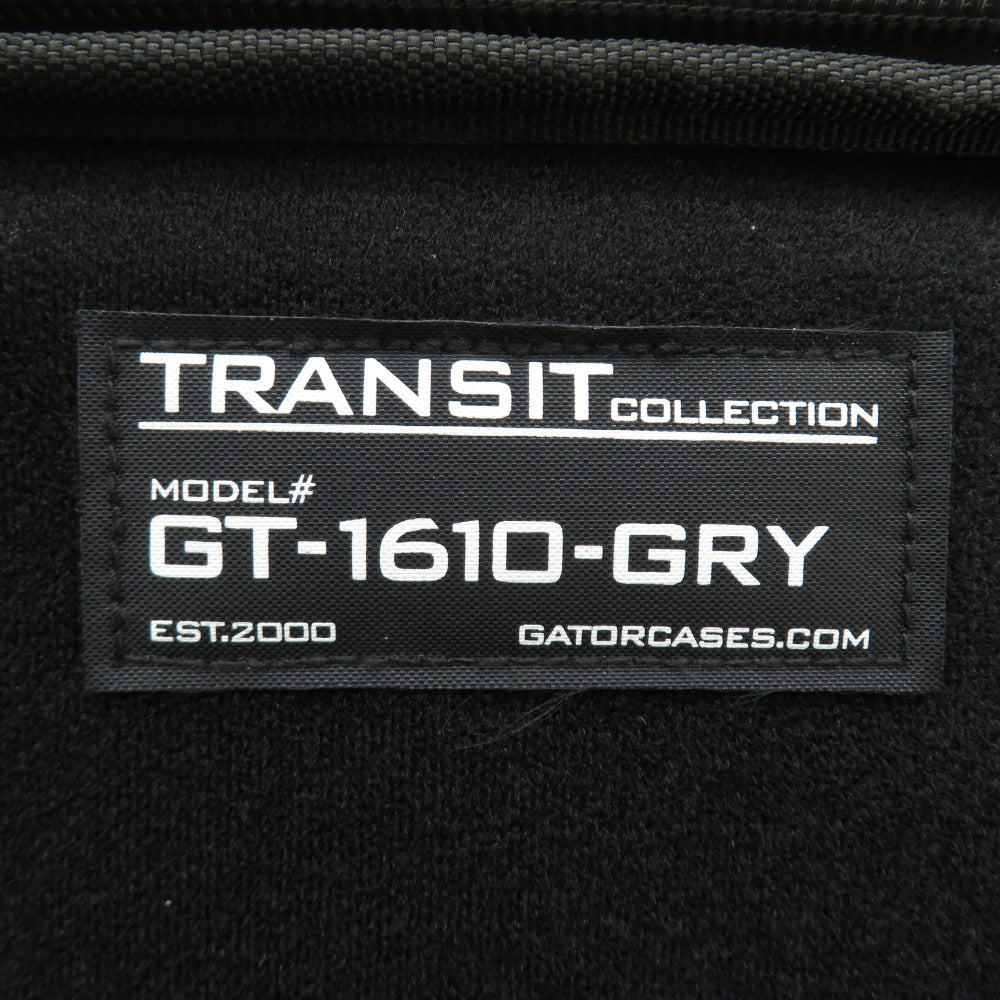 TRANSIT COLLECTION
MODEL#
GT-1610-GRY
EST.2000 GATORCASES.COM